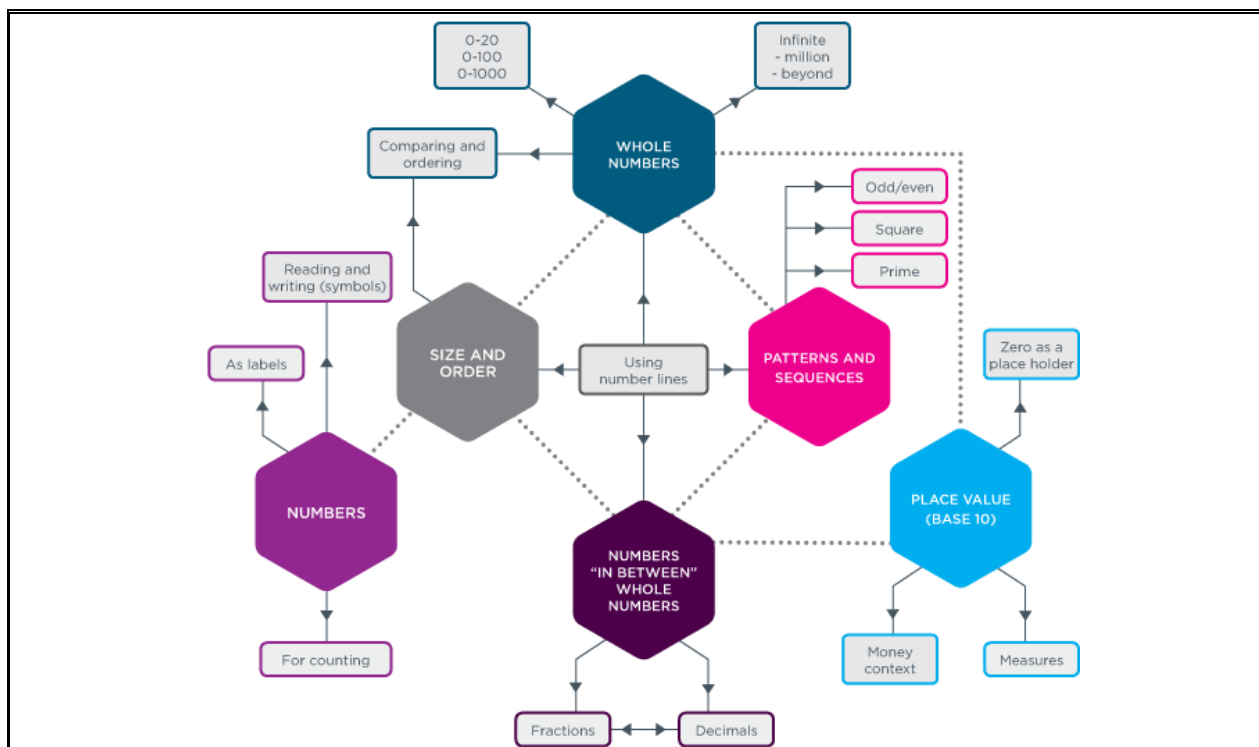 0-20
0-100
0-1000
Infinite
- million
- beyond
WHOLE
NUMBERS
Comparing and
ordering
Odd/even
Square
Prime
Reading and
writing (symbols)
As labels
SIZE AND
ORDER
Using
number lines
PATTERNS AND
SEQUENCES
Zero as a
place holder
NUMBERS
PLACE VALUE
(BASE 10)
NUMBERS
“IN BETWEEN”
WHOLE
NUMBERS
For counting
Money
context
Measures
Fractions
Decimals